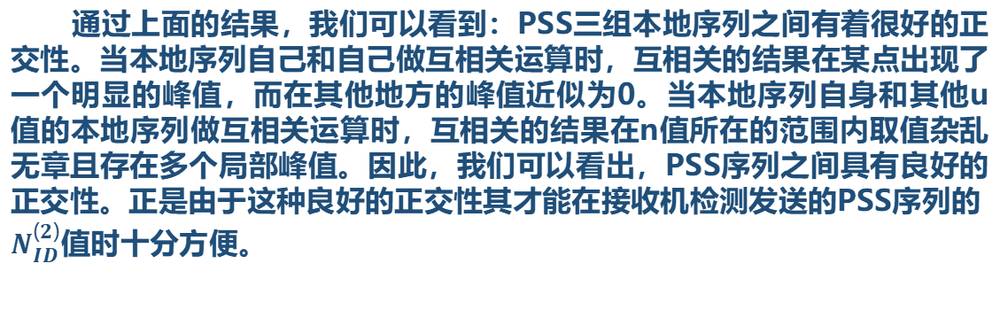 通过上面的结果，我们可以看到：PSS三组本地序列之间有着很好的正
交性。当本地序列自己和自己做互相关运算时，互相关的结果在某点出现了
一个明显的峰值，而在其他地方的峰值近似为0。当本地序列自身和其他u
值的本地序列做互相关运算时，互相关的结果在n值所在的范围内取值杂乱
无章且存在多个局部峰值。因此，我们可以看出，PSS序列之间具有良好的
正交性。正是由于这种良好的正交性其才能在接收机检测发送的PSS序列的
$N_{ID}^{(2)}$值时十分方便。